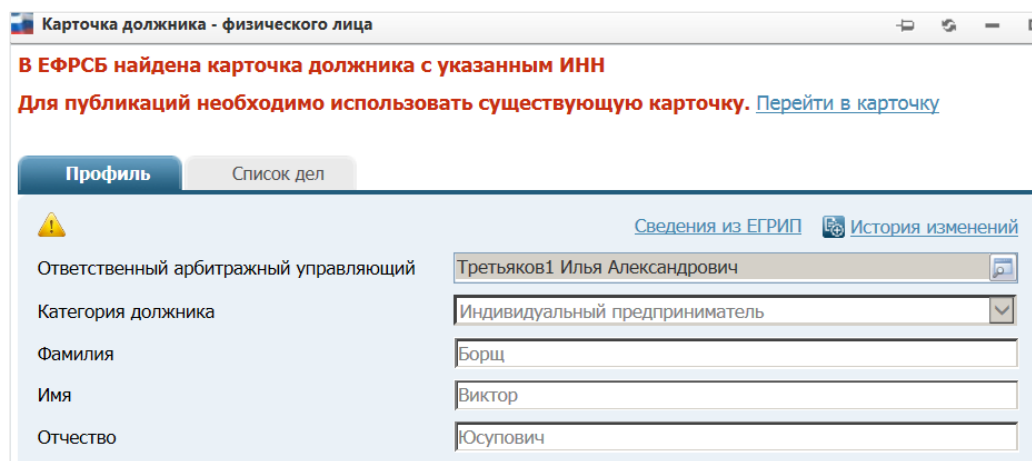 Карточка должника - физического лица
В ЕФРСБ найдена карточка должника с указанным ИНН
Для публикаций необходимо использовать существующую карточку. Перейти в карточку
Профиль Список дел
Сведения из ЕГРИП История изменений
Ответственный арбитражный управляющий Третьяков1 Илья Александрович
Категория должника Индивидуальный предприниматель
Фамилия Борщ
Имя Виктор
Отчество Юсупович